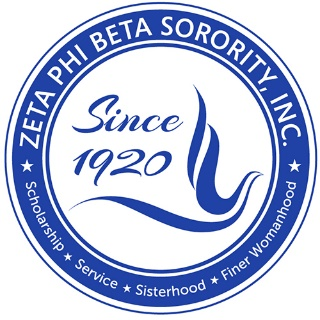 ZETA PHI BETA SORORITY, INC.
Since
1920
Scholarship ★ Service ★ Sisterhood ★ Finer Womanhood